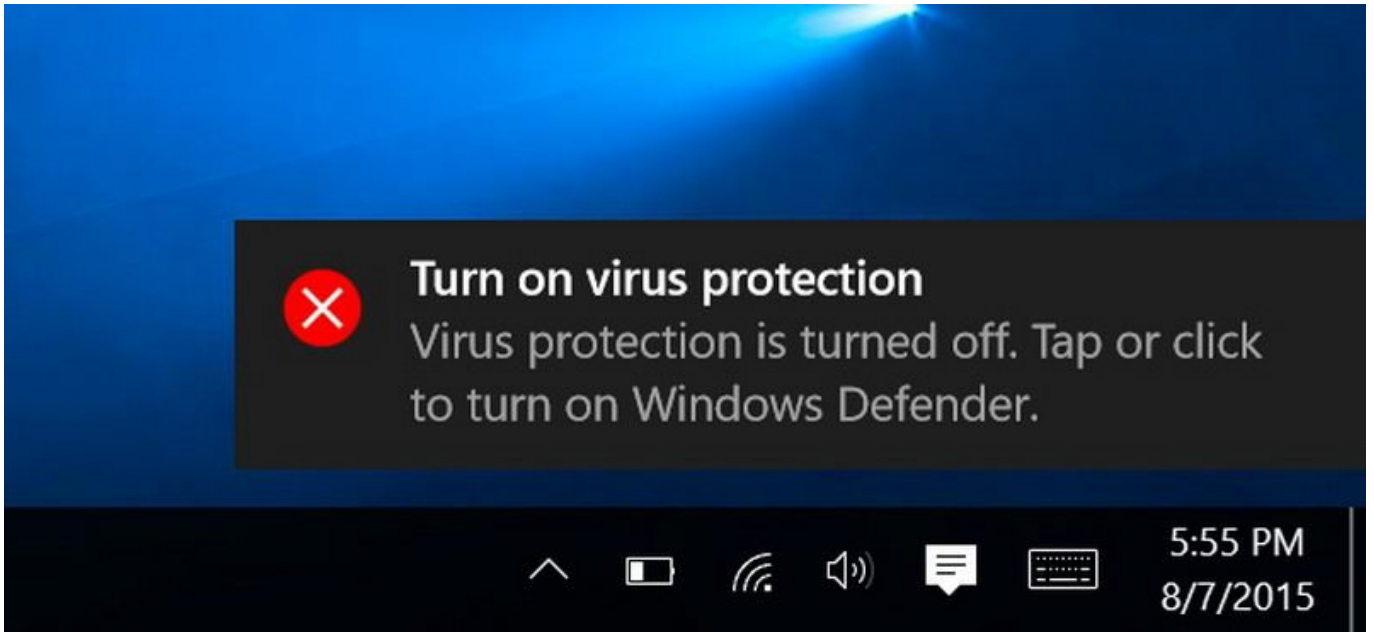 Turn on virus protection
Virus protection is turned off. Tap or click
to turn on Windows Defender.
5:55 PM
8/7/2015